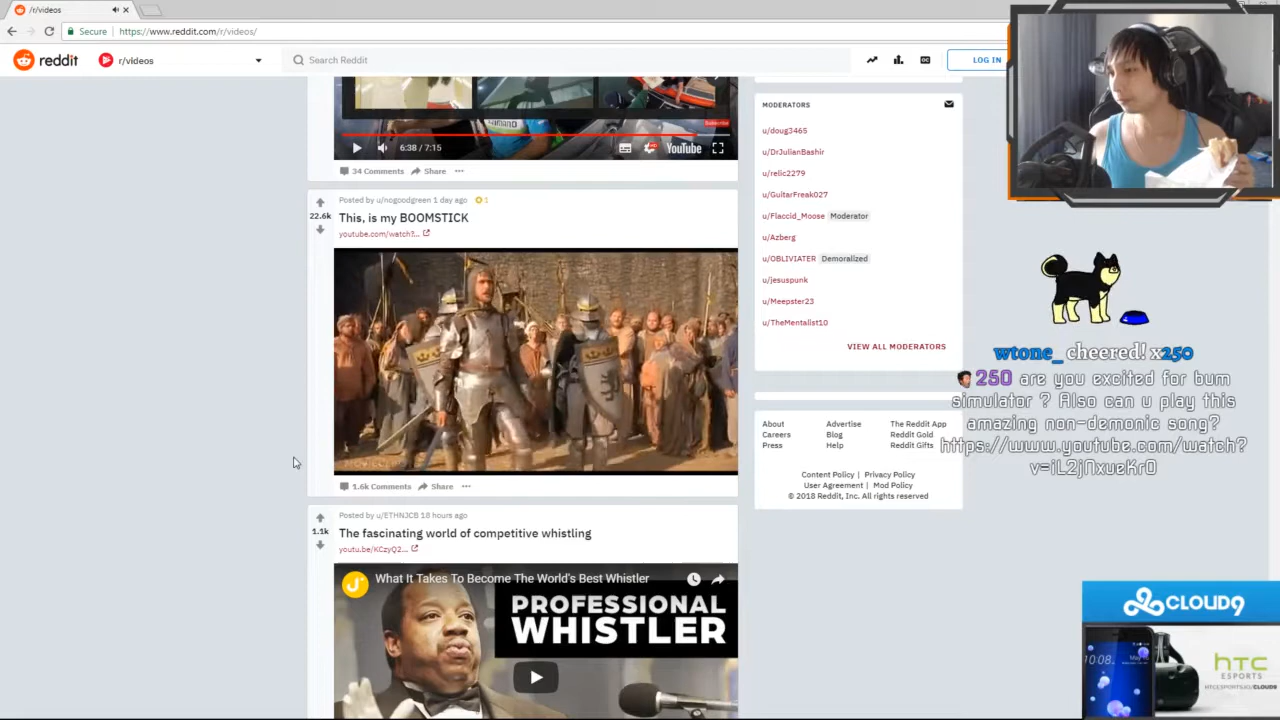 /r/videos
Secure
https://www.reddit.com/r/videos/
reddit
r/videos
Search Reddit
LOG IN
6:38 / 7:15
YouTube
Subscribe
34 Comments
Share
Posted by u/nogoodgreen 1 day ago
1
22.6k
This, is my BOOMSTICK
youtube.com/watch?...
1.6k Comments
Share
Posted by u/ETHNJCB 18 hours ago
1.1k
The fascinating world of competitive whistling
youtu.be/KCzyQ2...
What It Takes To Become The World's Best Whistler
PROFESSIONAL
WHISTLER
MODERATORS
u/doug3465
u/DrJulianBashir
u/relic2279
u/GuitarFreak027
u/Flaccid_Moose Moderator
u/Azberg
u/OBLIVIATER Demoralized
u/jesuspunk
u/Meepster23
u/TheMentalist10
VIEW ALL MODERATORS
About Advertise The Reddit App
Careers Blog Reddit Gold
Press Help Reddit Gifts
Content Policy | Privacy Policy
User Agreement | Mod Policy
© 2018 Reddit, Inc. All rights reserved
wtone_ cheered! x250
250 are you excited for bum
simulator ? Also can u play this
amazing non-demonic song?
https://www.youtube.com/watch?
v=iL2jNxueKr0
CLOUD9
10:08
hTC
ESPORTS